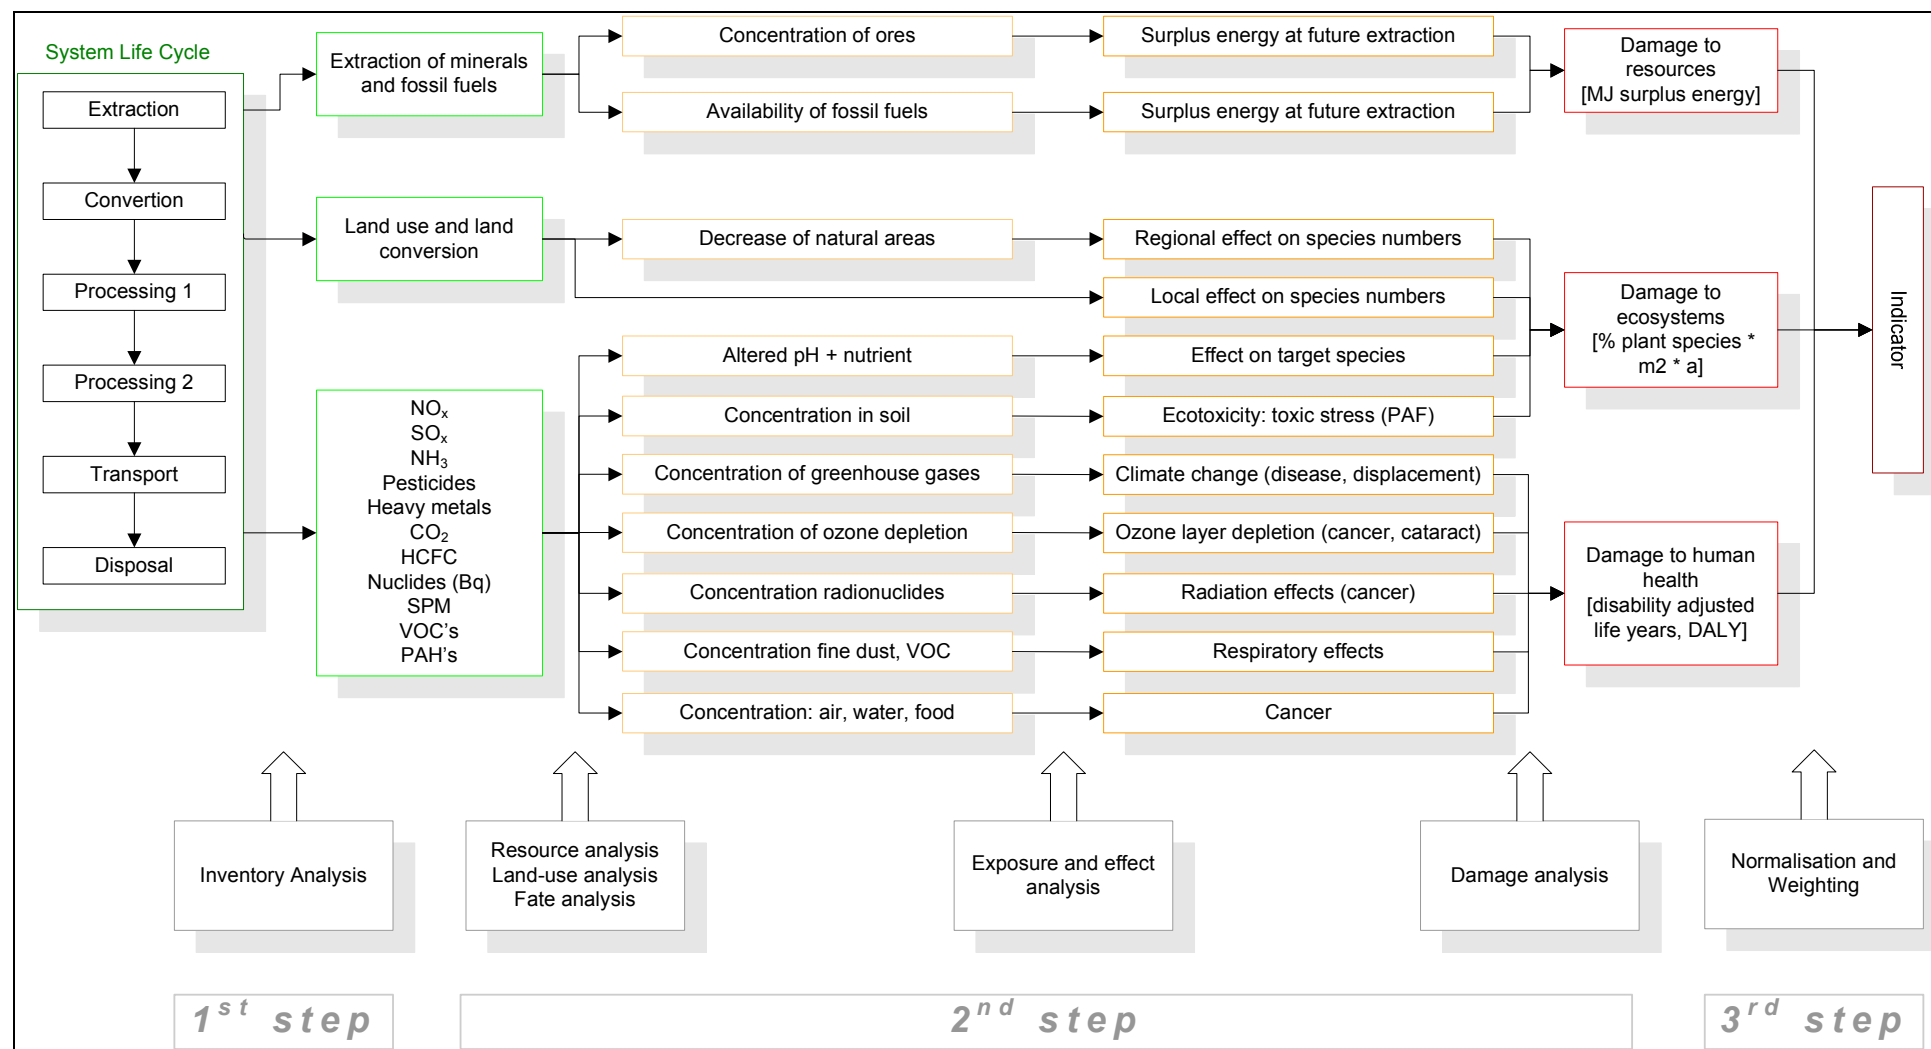 System Life Cycle
Extraction
Convertion
Processing 1
Processing 2
Transport
Disposal
Extraction of minerals
and fossil fuels
Land use and land
conversion
NOₓ
SOₓ
NH₃
Pesticides
Heavy metals
CO₂
HCFC
Nuclides (Bq)
SPM
VOC's
PAH's
Concentration of ores
Availability of fossil fuels
Decrease of natural areas
Altered pH + nutrient
Concentration in soil
Concentration of greenhouse gases
Concentration of ozone depletion
Concentration radionuclides
Concentration fine dust, VOC
Concentration: air, water, food
Surplus energy at future extraction
Surplus energy at future extraction
Regional effect on species numbers
Local effect on species numbers
Effect on target species
Ecotoxicity: toxic stress (PAF)
Climate change (disease, displacement)
Ozone layer depletion (cancer, cataract)
Radiation effects (cancer)
Respiratory effects
Cancer
Damage to
resources
[MJ surplus energy]
Damage to
ecosystems
[% plant species *
m2 * a]
Damage to human
health
[disability adjusted
life years, DALY]
Indicator
Inventory Analysis
Resource analysis
Land-use analysis
Fate analysis
Exposure and effect
analysis
Damage analysis
Normalisation and
Weighting
1st step
2nd step
3rd step